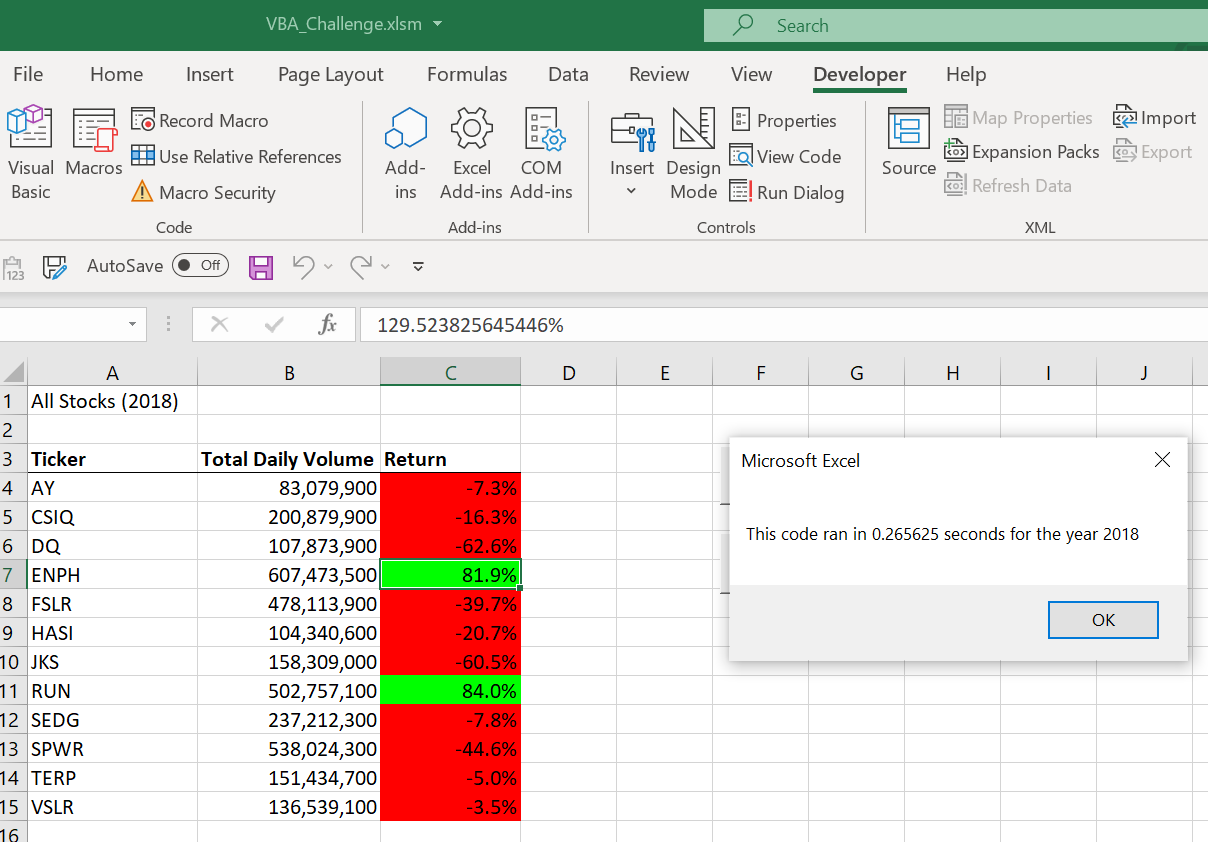 VBA_Challenge.xlsm
Search
File Home Insert Page Layout Formulas Data Review View Developer Help
Visual Basic
Macros
Record Macro
Use Relative References
Macro Security
Code
Add-ins
Excel Add-ins
COM Add-ins
Add-ins
Insert
Design Mode
Properties
View Code
Run Dialog
Controls
Source
Map Properties
Expansion Packs
Refresh Data
Import
Export
XML
123
AutoSave Off
fx 129.523825645446%
A B C D E F G H I J
1 All Stocks (2018)
2
3 Ticker Total Daily Volume Return
4 AY 83,079,900 -7.3%
5 CSIQ 200,879,900 -16.3%
6 DQ 107,873,900 -62.6%
7 ENPH 607,473,500 81.9%
8 FSLR 478,113,900 -39.7%
9 HASI 104,340,600 -20.7%
10 JKS 158,309,000 -60.5%
11 RUN 502,757,100 84.0%
12 SEDG 237,212,300 -7.8%
13 SPWR 538,024,300 -44.6%
14 TERP 151,434,700 -5.0%
15 VSLR 136,539,100 -3.5%
16
Microsoft Excel
This code ran in 0.265625 seconds for the year 2018
OK